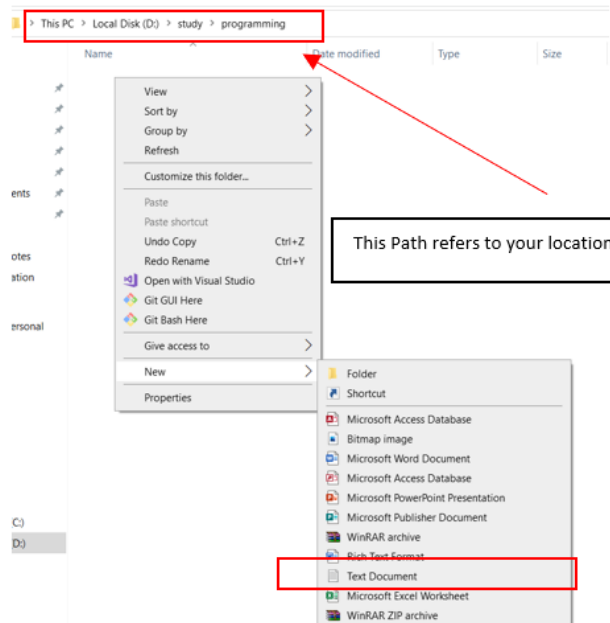 This PC > Local Disk (D:) > study > programming
Name Date modified Type Size
View
Sort by
Group by
Refresh
Customize this folder...
Paste
Paste shortcut
Undo Copy Ctrl+Z
Redo Rename Ctrl+Y
Open with Visual Studio
Git GUI Here
Git Bash Here
Give access to
New
Properties
ents
otes
ation
ersonal
C:)
D:)
This Path refers to your location
Folder
Shortcut
Microsoft Access Database
Bitmap image
Microsoft Word Document
Microsoft Access Database
Microsoft PowerPoint Presentation
Microsoft Publisher Document
WinRAR archive
Rich Text Format
Text Document
Microsoft Excel Worksheet
WinRAR ZIP archive